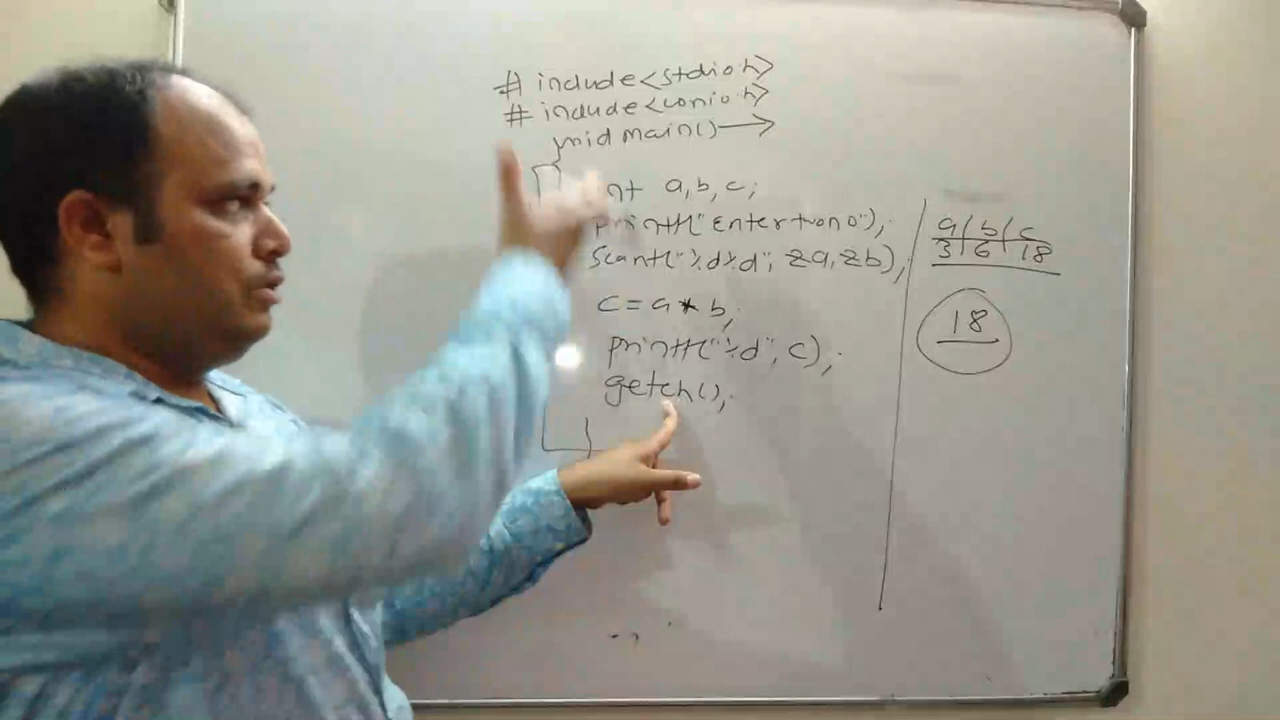 # include<stdio.h>
# include<conio.h>
void main()
int a,b,c;
printf("Enter two no");
scanf("%d%d", &a, &b);
c = a * b;
printf("%d", c);
getch();
a/b/c
3 6 18
18